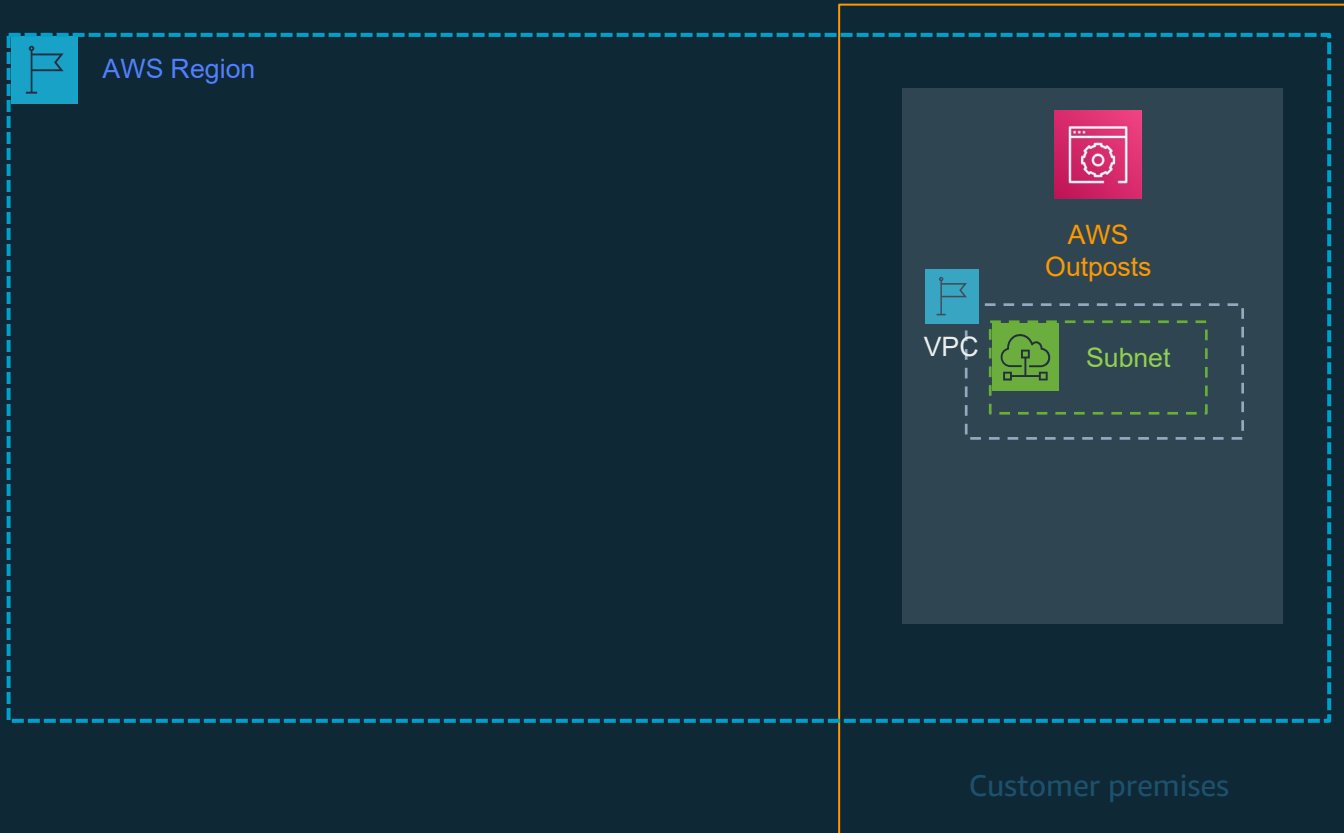 AWS Region
AWS
Outposts
VPC
Subnet
Customer premises